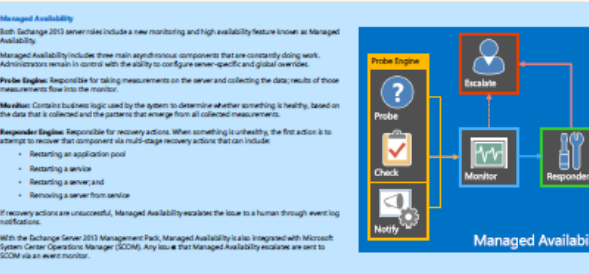 Managed Availability
Both Exchange 2013 server roles include a new monitoring and high availability feature known as Managed
Availability.
Managed Availability includes three main asynchronous components that are constantly doing work.
Administrators remain in control with the ability to configure server-specific and global overrides.
Probe Engine: Responsible for taking measurements on the server and collecting the data; results of those
measurements flow into the monitor.
Monitor: Contains business logic used by the system to determine whether something is healthy, based on
the data that is collected and the patterns that emerge from all collected measurements.
Responder Engine: Responsible for recovery actions. When something is unhealthy, the first action is to
attempt to recover that component via multi-stage recovery actions that can include:
• Restarting an application pool
• Restarting a service
• Restarting a server; and
• Removing a server from service
If recovery actions are unsuccessful, Managed Availability escalates the issue to a human through event log
notifications.
With the Exchange Server 2013 Management Pack, Managed Availability is also integrated with Microsoft
System Center Operations Manager (SCOM). Any issues that Managed Availability escalates are sent to
SCOM via an event monitor.
Probe Engine
Probe
Check
Notify
Escalate
Monitor
Responder
Managed Availabi